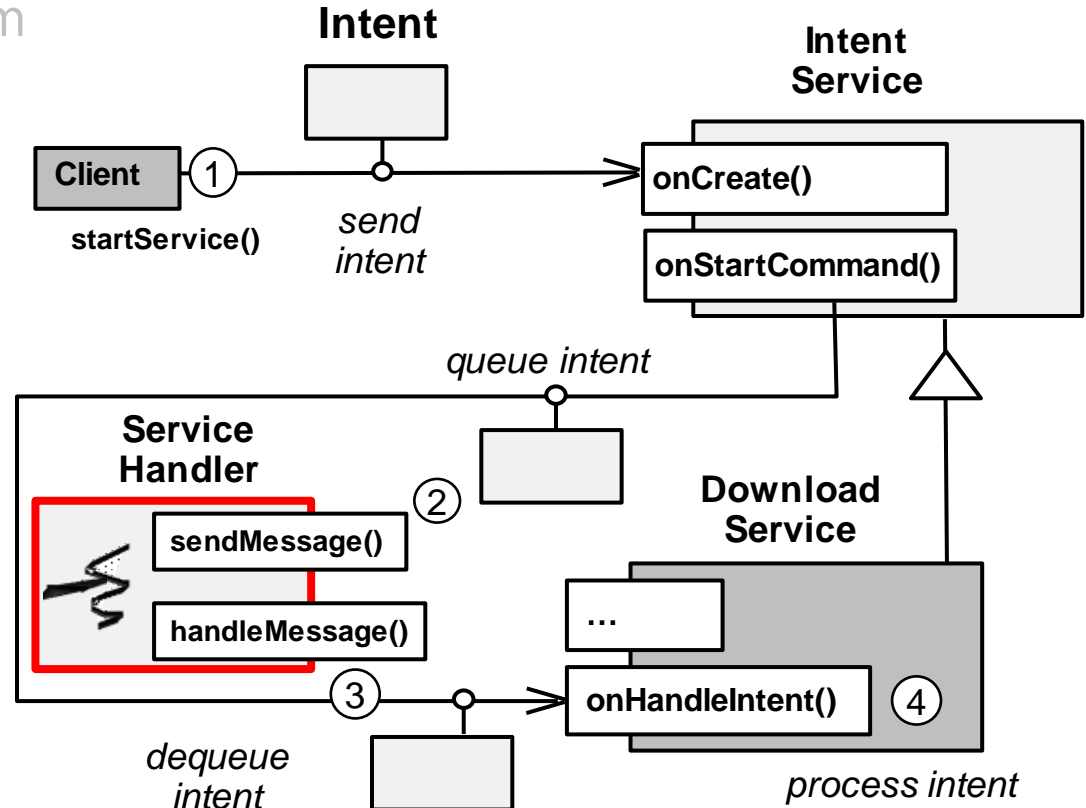 m
Intent
Intent
Service
Client
1
onCreate()
send
intent
startService()
onStartCommand()
queue intent
Service
Handler
2
Download
Service
sendMessage()
...
handleMessage()
3
onHandleIntent()
4
dequeue
intent
process intent